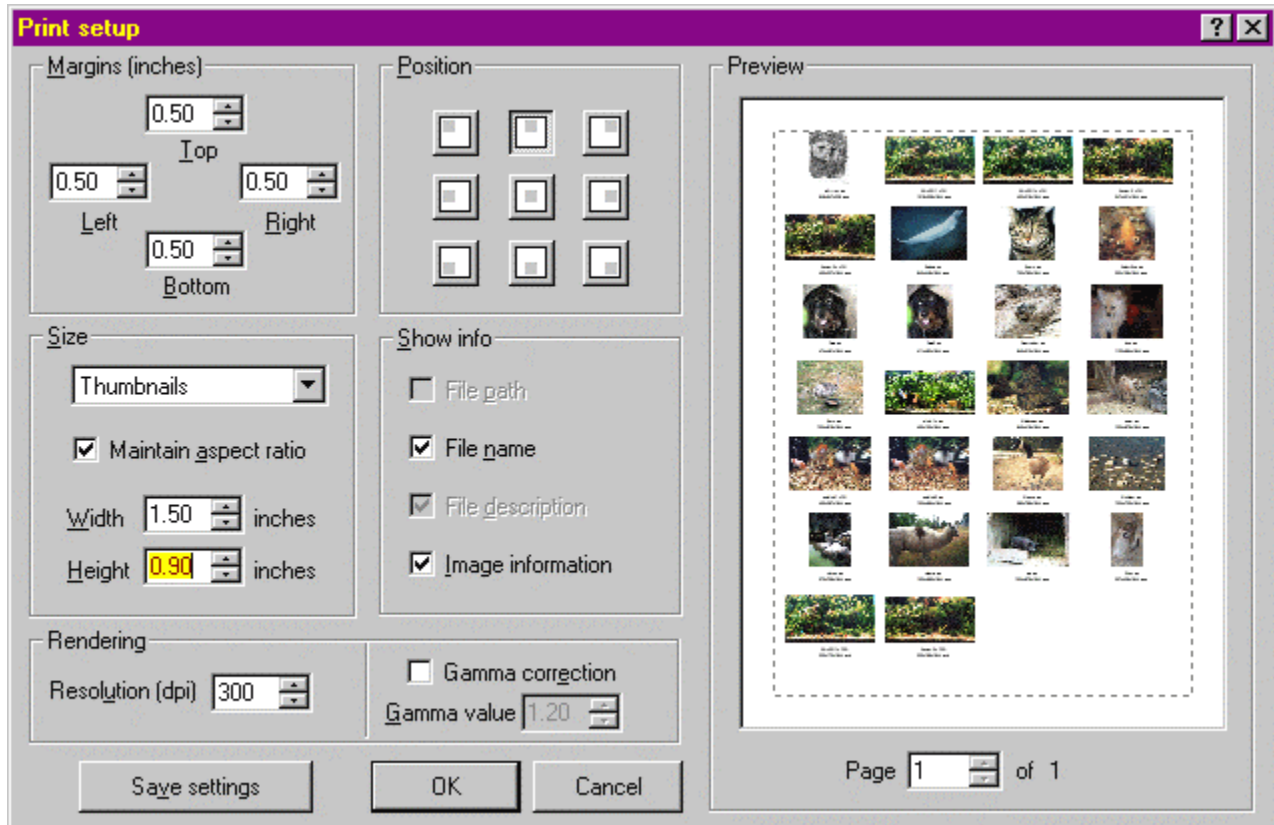 Print setup
Margins (inches)
0.50
Top
0.50
0.50
Left
Right
0.50
Bottom
Position
Size
Thumbnails
Maintain aspect ratio
Width 1.50 inches
Height 0.90 inches
Show info
File path
File name
File description
Image information
Rendering
Resolution (dpi) 300
Gamma correction
Gamma value 1.20
Save settings
OK
Cancel
Preview
Page 1 of 1